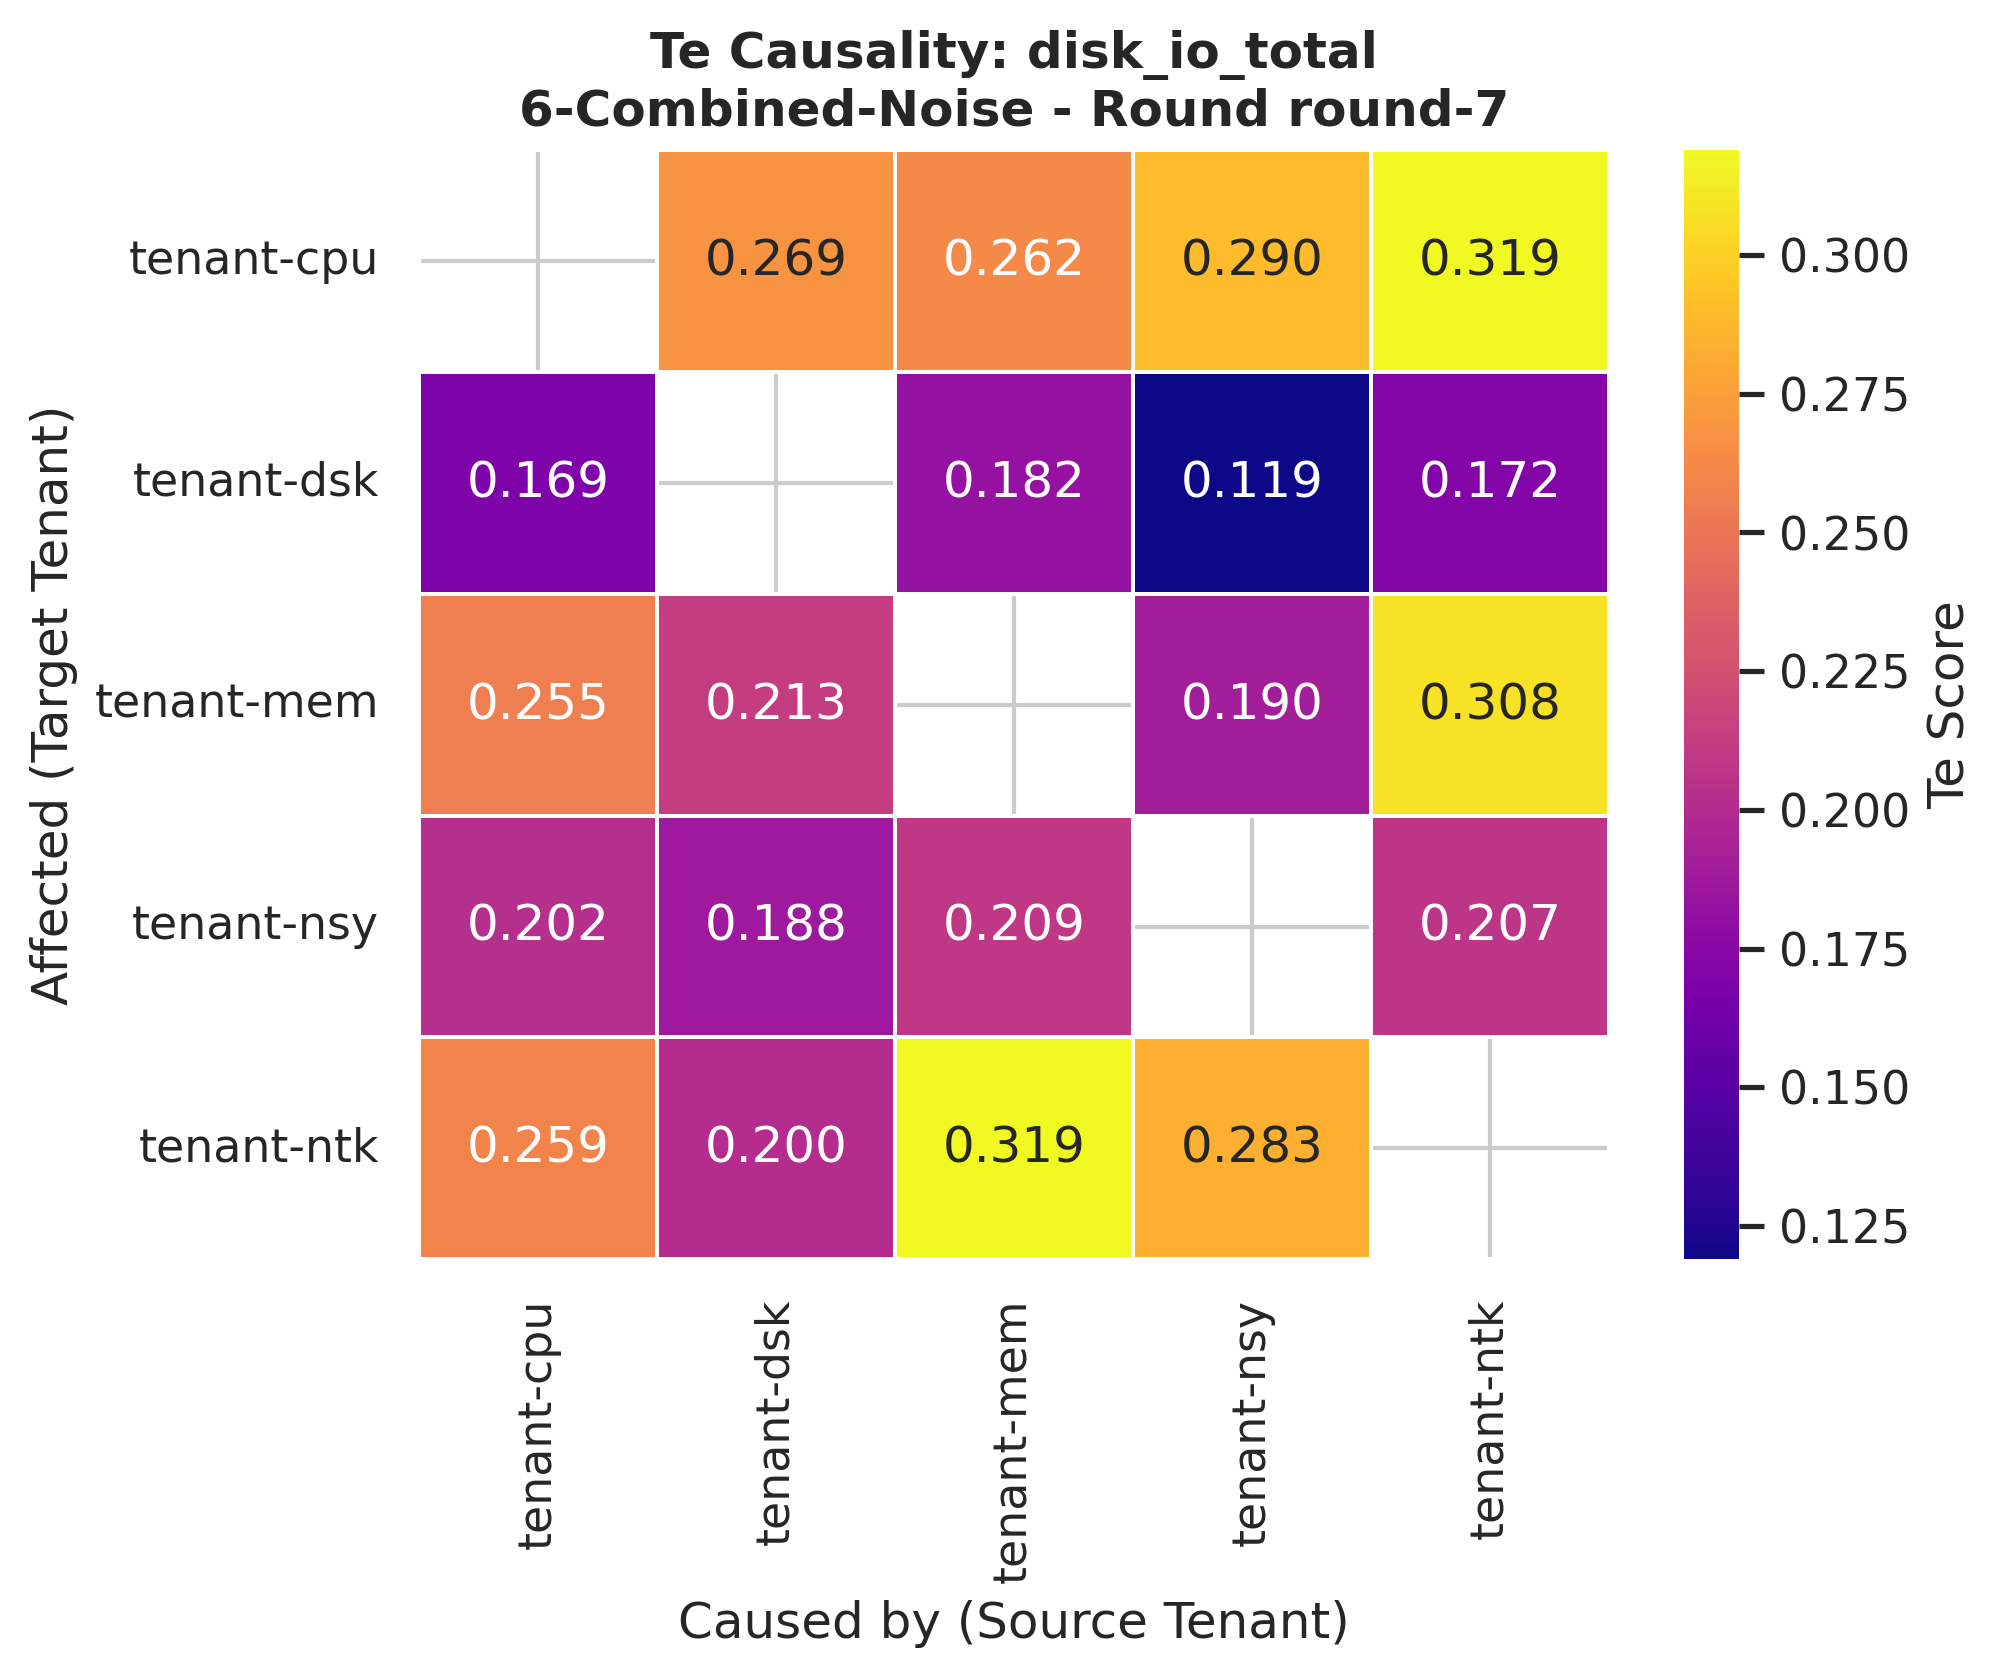 Te Causality: disk_io_total
6-Combined-Noise - Round round-7
Affected (Target Tenant)
tenant-cpu 0.269 0.262 0.290 0.319
tenant-dsk 0.169 0.182 0.119 0.172
tenant-mem 0.255 0.213 0.190 0.308
tenant-nsy 0.202 0.188 0.209 0.207
tenant-ntk 0.259 0.200 0.319 0.283
tenant-cpu
tenant-dsk
tenant-mem
tenant-nsy
tenant-ntk
Caused by (Source Tenant)
0.300
0.275
0.250
0.225
0.200
0.175
0.150
0.125
Te Score